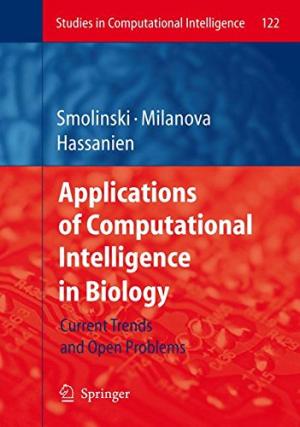 Studies in Computational Intelligence 122
Smolinski · Milanova
Hassanien
Applications
of Computational
Intelligence
in Biology
Current Trends
and Open Problems
Springer